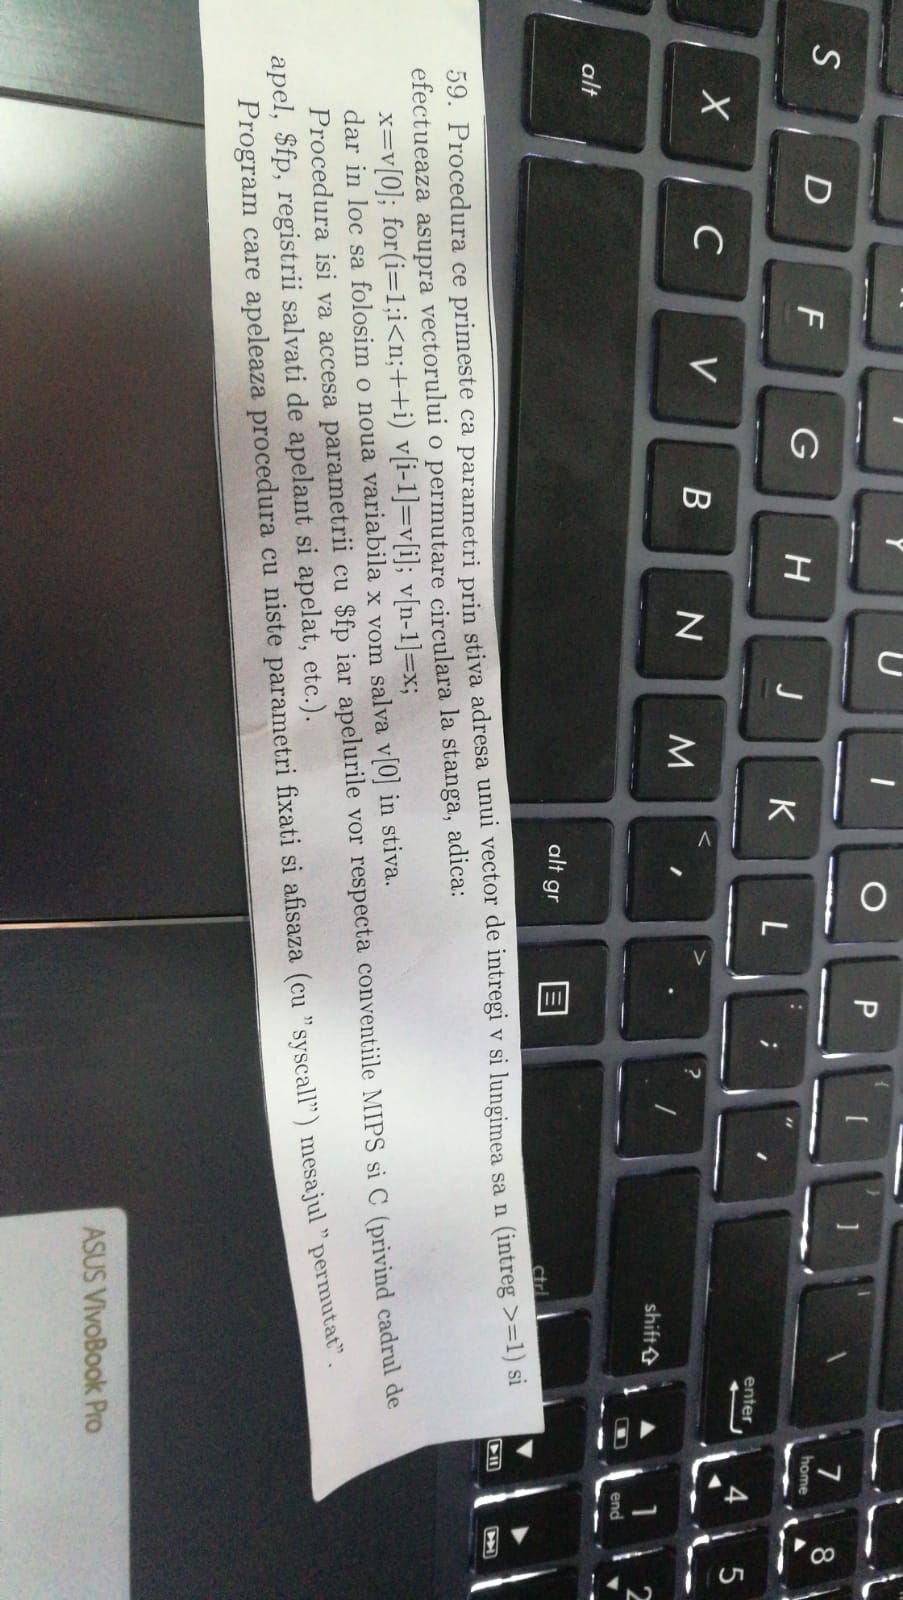 59. Procedura ce primeste ca parametri prin stiva adresa unui vector de intregi v si lungimea sa n (intreg >=1) si
efectueaza asupra vectorului o permutare circulara la stanga, adica:
x=v[0]; for(i=1;i<n;++i) v[i-1]=v[i]; v[n-1]=x;
dar in loc sa folosim o noua variabila x vom salva v[0] in stiva.
Procedura isi va accesa parametrii cu $fp iar apelurile vor respecta conventiile MIPS si C (privind cadrul de
apel, $fp, registrii salvati de apelant si apelat, etc.).
Program care apeleaza procedura cu niste parametri fixati si afisaza (cu "syscall") mesajul "permutat".
U I O P { [ } ] | \ 7 home 8
S D F G H J K L : ; " ' enter 4 5
X C V B N M < , > . ? / shift 1 end 2
alt alt gr ctrl
ASUS VivoBook Pro